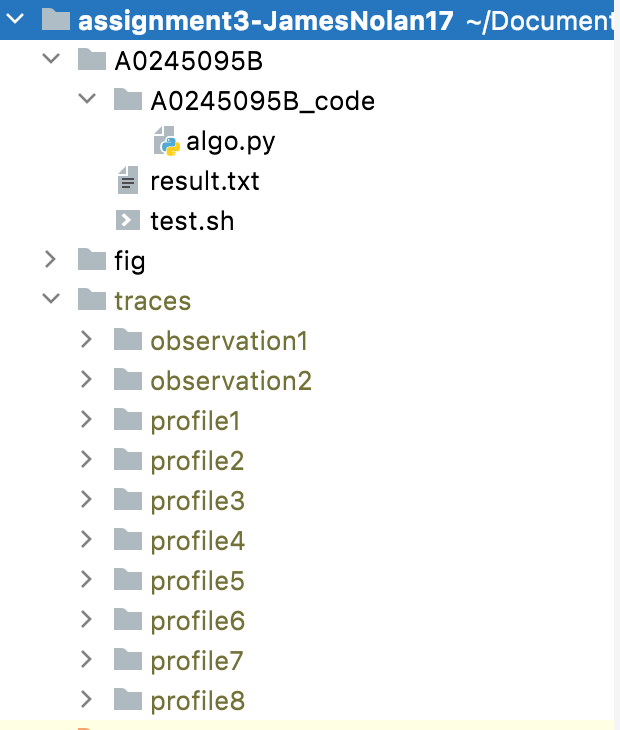 assignment3-JamesNolan17 ~/Document
A0245095B
A0245095B_code
algo.py
result.txt
test.sh
fig
traces
observation1
observation2
profile1
profile2
profile3
profile4
profile5
profile6
profile7
profile8